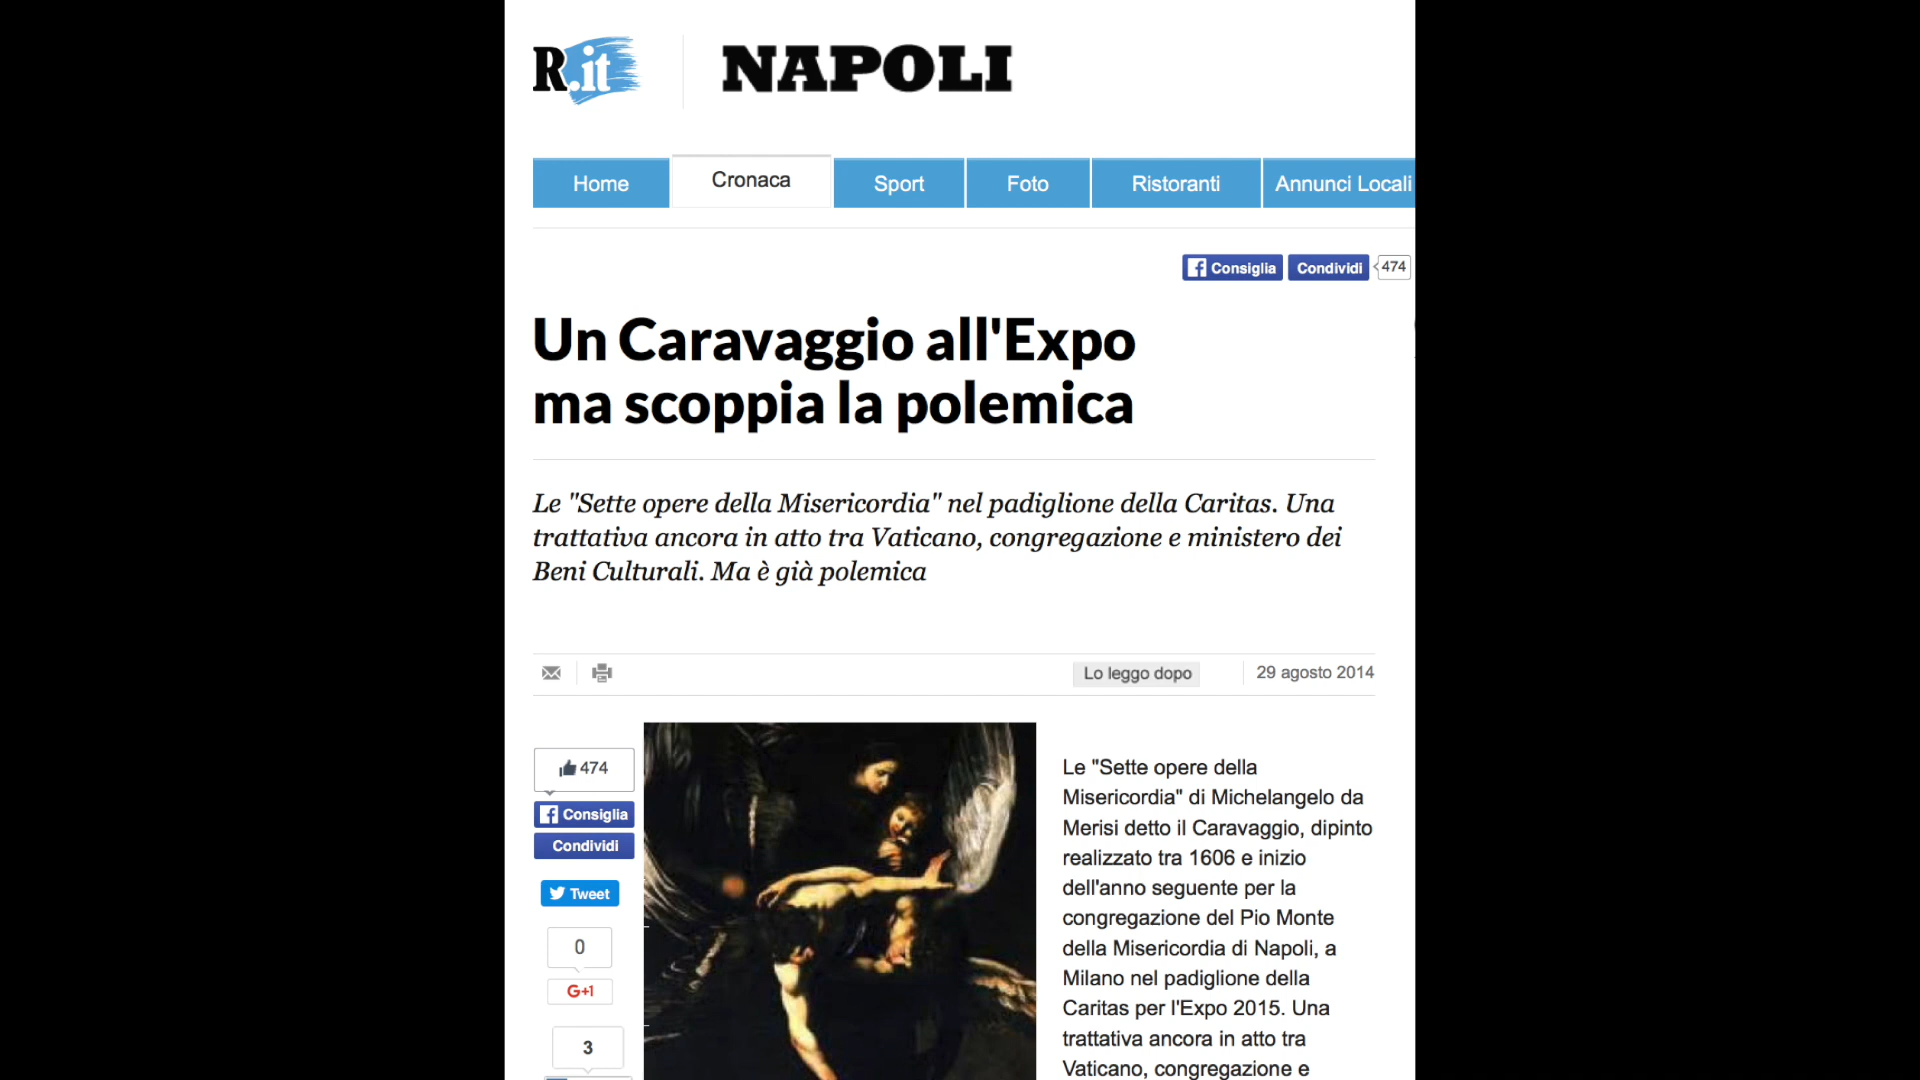 R.it
NAPOLI
Home Cronaca Sport Foto Ristoranti Annunci Locali
Consiglia Condividi 474
Un Caravaggio all'Expo
ma scoppia la polemica
Le "Sette opere della Misericordia" nel padiglione della Caritas. Una
trattativa ancora in atto tra Vaticano, congregazione e ministero dei
Beni Culturali. Ma è già polemica
Lo leggo dopo 29 agosto 2014
474
Consiglia
Condividi
Tweet
0
G+1
3
Le "Sette opere della
Misericordia" di Michelangelo da
Merisi detto il Caravaggio, dipinto
realizzato tra 1606 e inizio
dell'anno seguente per la
congregazione del Pio Monte
della Misericordia di Napoli, a
Milano nel padiglione della
Caritas per l'Expo 2015. Una
trattativa ancora in atto tra
Vaticano, congregazione e